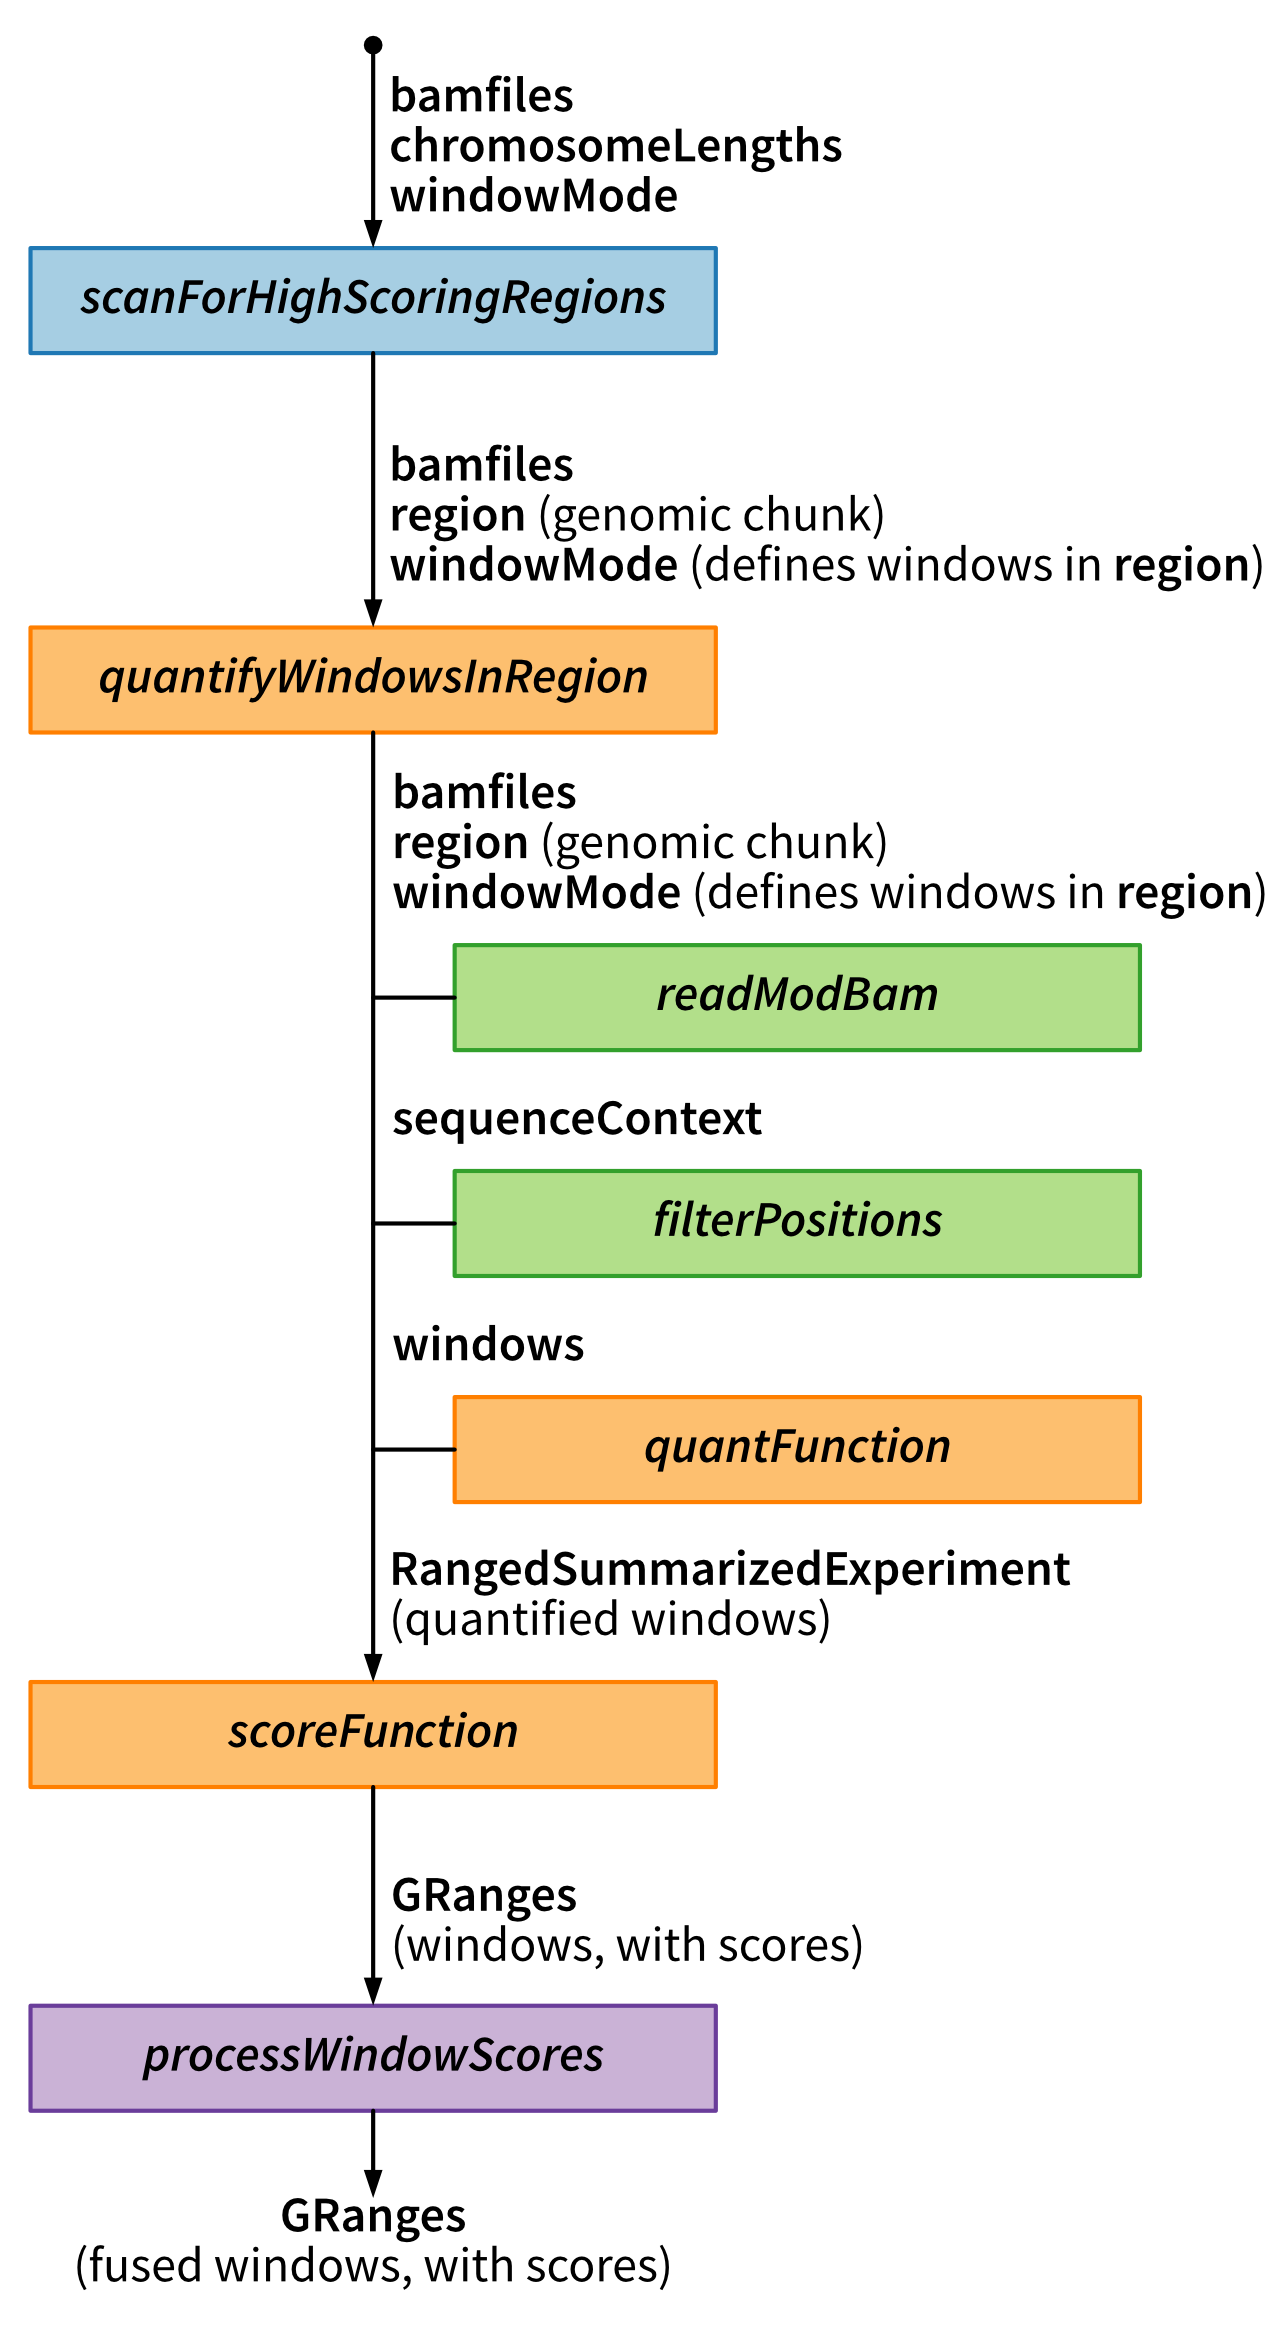 bamfiles
chromosomeLengths
windowMode
scanForHighScoringRegions
bamfiles
region (genomic chunk)
windowMode (defines windows in region)
quantifyWindowsInRegion
bamfiles
region (genomic chunk)
windowMode (defines windows in region)
readModBam
sequenceContext
filterPositions
windows
quantFunction
RangedSummarizedExperiment
(quantified windows)
scoreFunction
GRanges
(windows, with scores)
processWindowScores
GRanges
(fused windows, with scores)